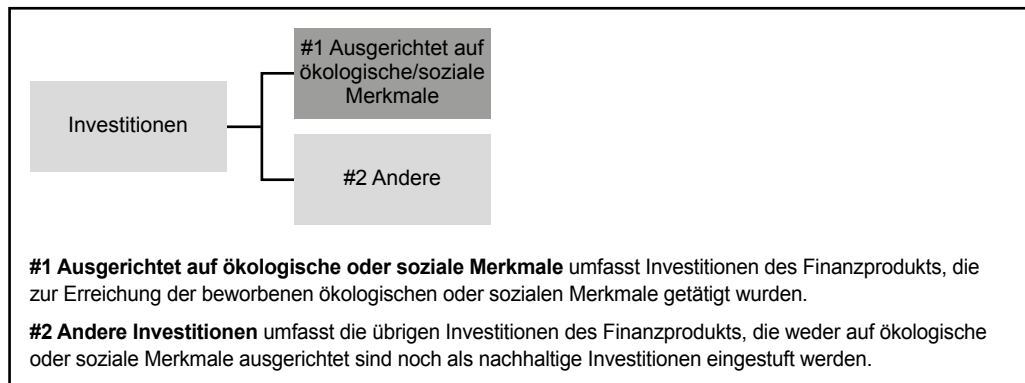 #1 Ausgerichtet auf
ökologische/soziale
Merkmale
Investitionen
#2 Andere
#1 Ausgerichtet auf ökologische oder soziale Merkmale umfasst Investitionen des Finanzprodukts, die
zur Erreichung der beworbenen ökologischen oder sozialen Merkmale getätigt wurden.
#2 Andere Investitionen umfasst die übrigen Investitionen des Finanzprodukts, die weder auf ökologische
oder soziale Merkmale ausgerichtet sind noch als nachhaltige Investitionen eingestuft werden.